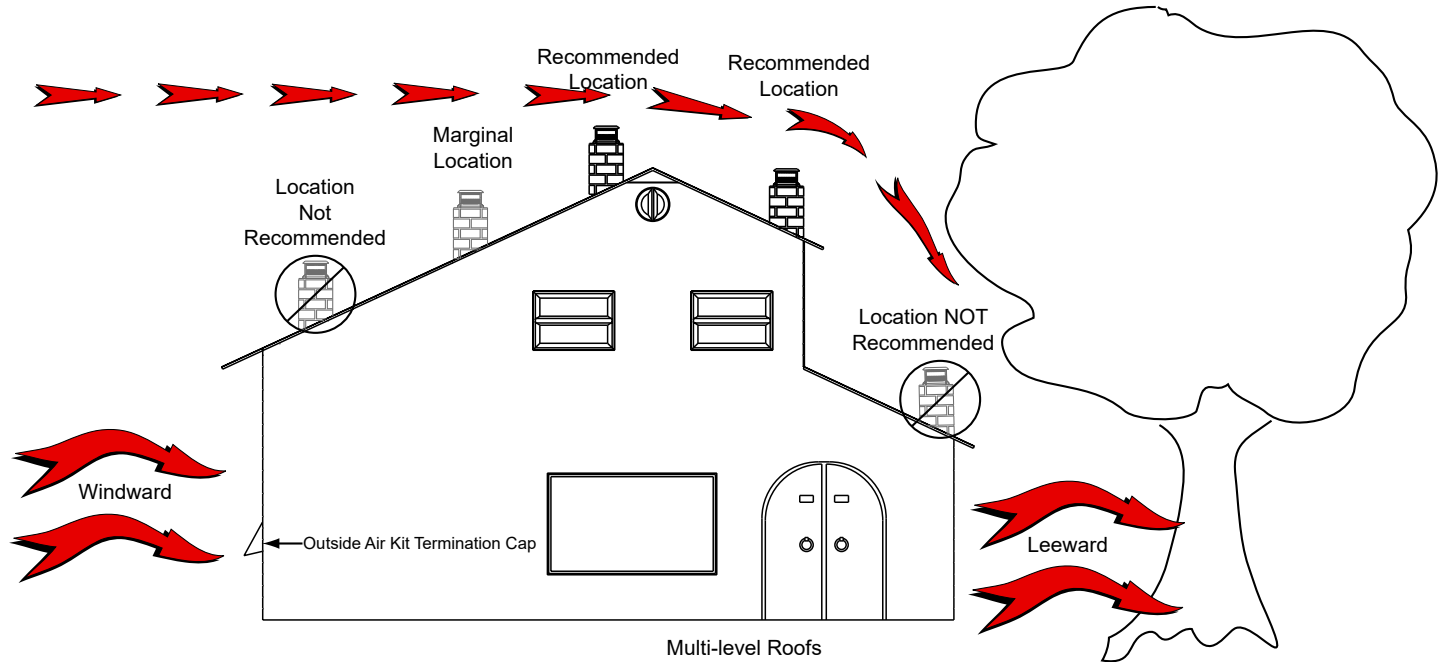 Recommended
Location
Recommended
Location
Marginal
Location
Location
Not
Recommended
Location NOT
Recommended
Windward
Outside Air Kit Termination Cap
Leeward
Multi-level Roofs